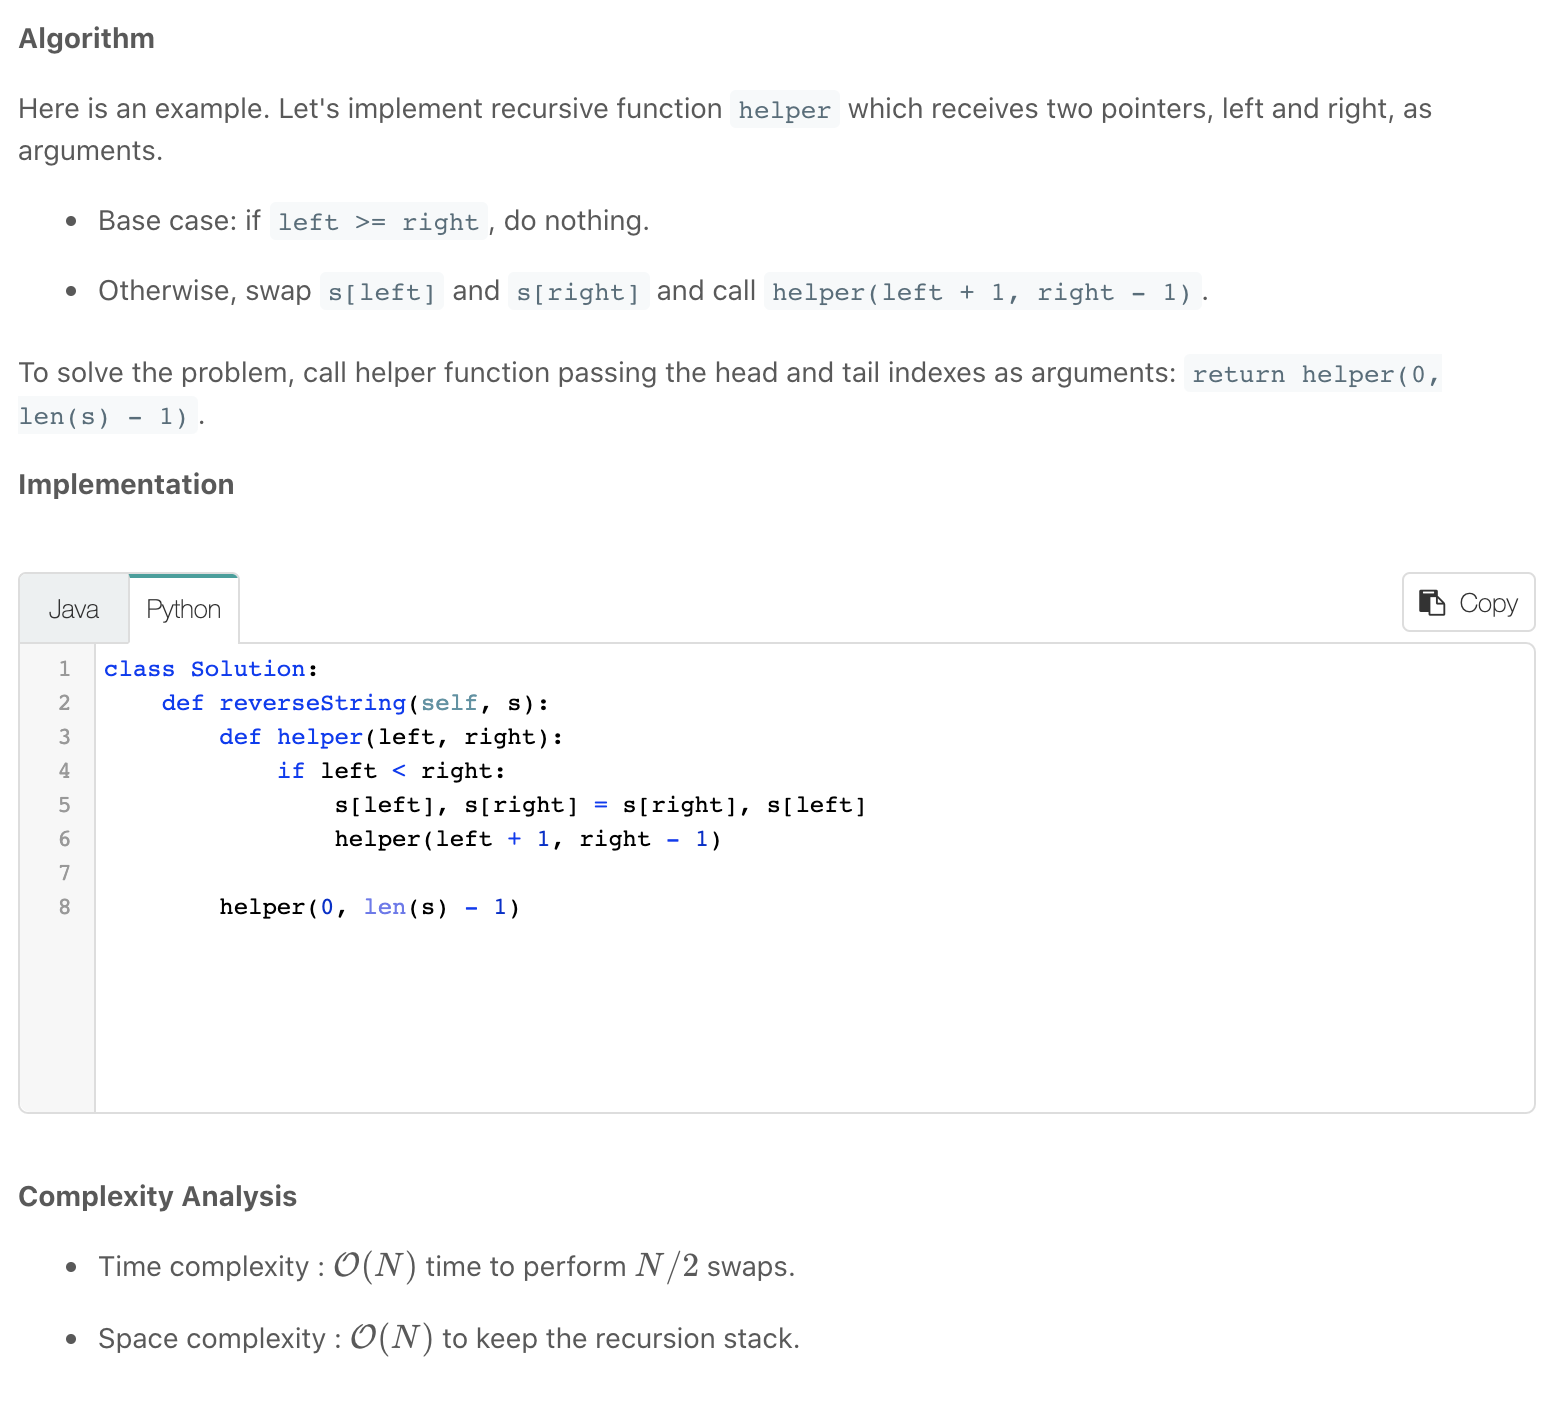 Algorithm
Here is an example. Let's implement recursive function helper which receives two pointers, left and right, as
arguments.
Base case: if left >= right, do nothing.
Otherwise, swap s[left] and s[right] and call helper(left + 1, right - 1).
To solve the problem, call helper function passing the head and tail indexes as arguments: return helper(0,
len(s) - 1).
Implementation
Java Python Copy
1 class Solution:
2     def reverseString(self, s):
3         def helper(left, right):
4             if left < right:
5                 s[left], s[right] = s[right], s[left]
6                 helper(left + 1, right - 1)
7
8         helper(0, len(s) - 1)
Complexity Analysis
Time complexity : O(N) time to perform N/2 swaps.
Space complexity : O(N) to keep the recursion stack.